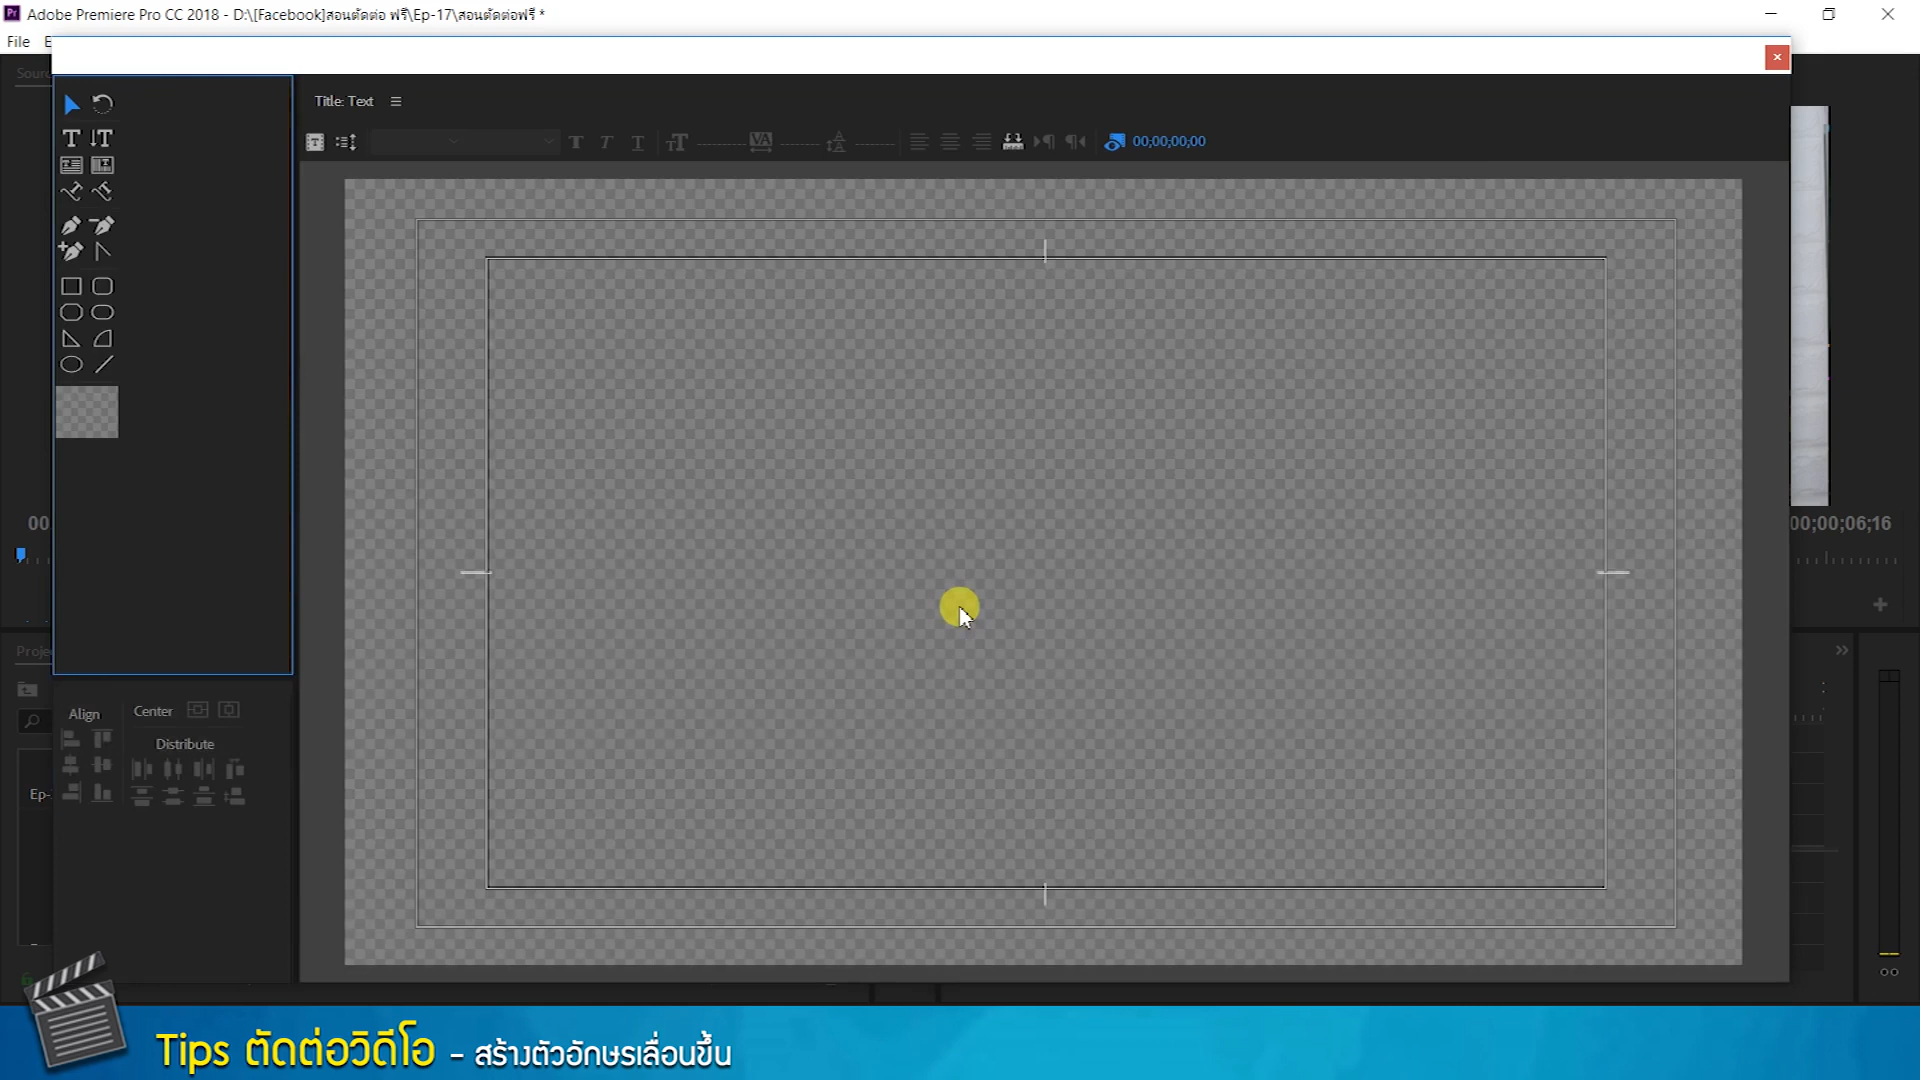 Adobe Premiere Pro CC 2018 - D:\[Facebook]สอนตัดต่อ ฟรี\Ep-17\สอนตัดต่อฟรี *
File
Title: Text
00;00;00;00
00;00;06;16
Align
Center
Distribute
Ep-
Tips ตัดต่อวิดีโอ - สร้างตัวอักษรเลื่อนขึ้น